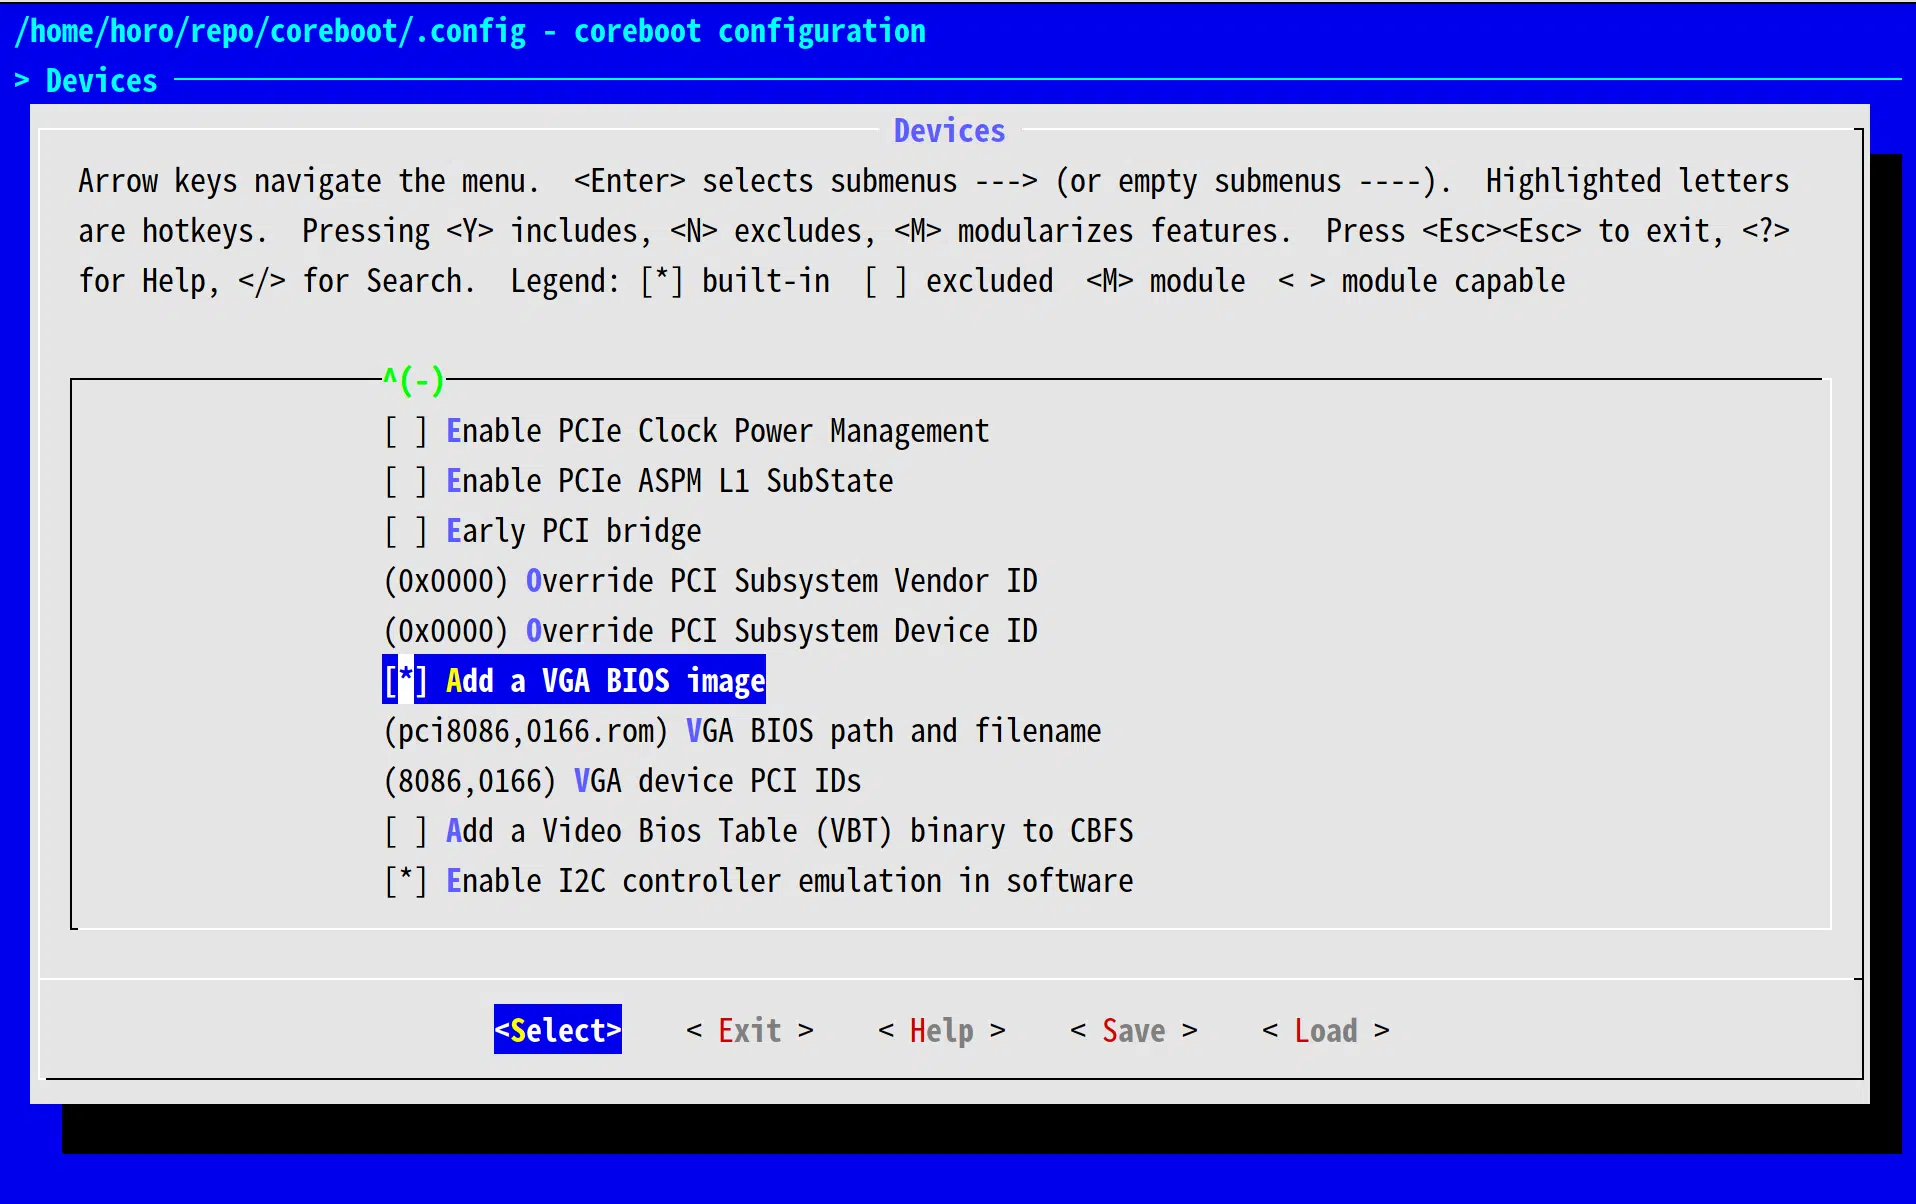 /home/horo/repo/coreboot/.config - coreboot configuration
> Devices
Devices
Arrow keys navigate the menu.  <Enter> selects submenus ---> (or empty submenus ----).  Highlighted letters
are hotkeys.  Pressing <Y> includes, <N> excludes, <M> modularizes features.  Press <Esc><Esc> to exit, <?>
for Help, </> for Search.  Legend: [*] built-in  [ ] excluded  <M> module  < > module capable
^(-)
[ ] Enable PCIe Clock Power Management
[ ] Enable PCIe ASPM L1 SubState
[ ] Early PCI bridge
(0x0000) Override PCI Subsystem Vendor ID
(0x0000) Override PCI Subsystem Device ID
[*] Add a VGA BIOS image
(pci8086,0166.rom) VGA BIOS path and filename
(8086,0166) VGA device PCI IDs
[ ] Add a Video Bios Table (VBT) binary to CBFS
[*] Enable I2C controller emulation in software
<Select>    < Exit >    < Help >    < Save >    < Load >